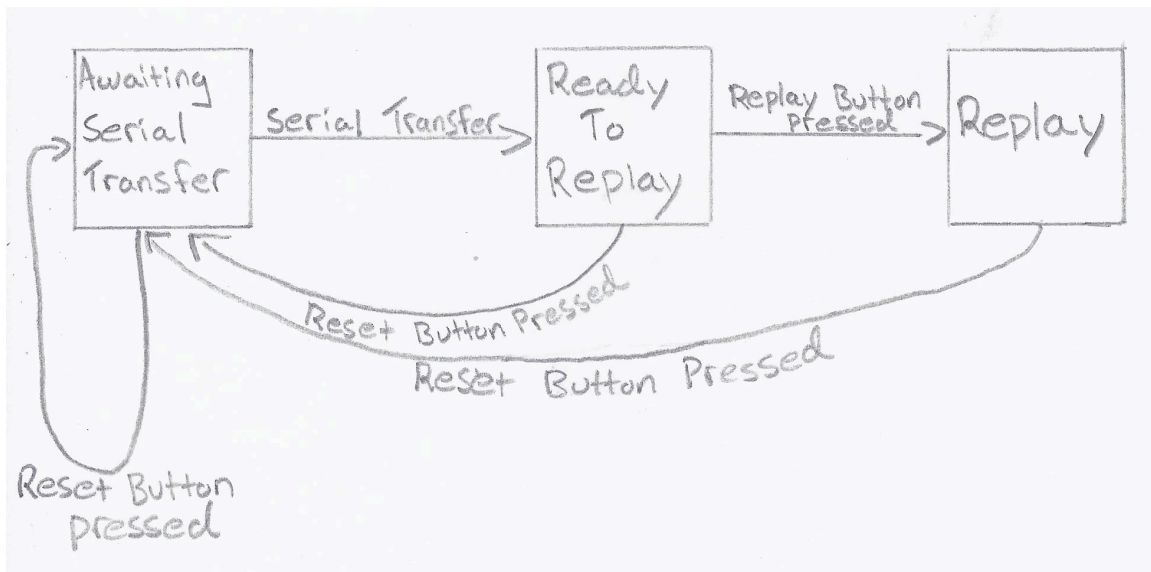 Awaiting
Serial
Transfer
Serial Transfer
Ready
To
Replay
Replay Button
pressed
Replay
Reset Button Pressed
Reset Button Pressed
Reset Button
pressed